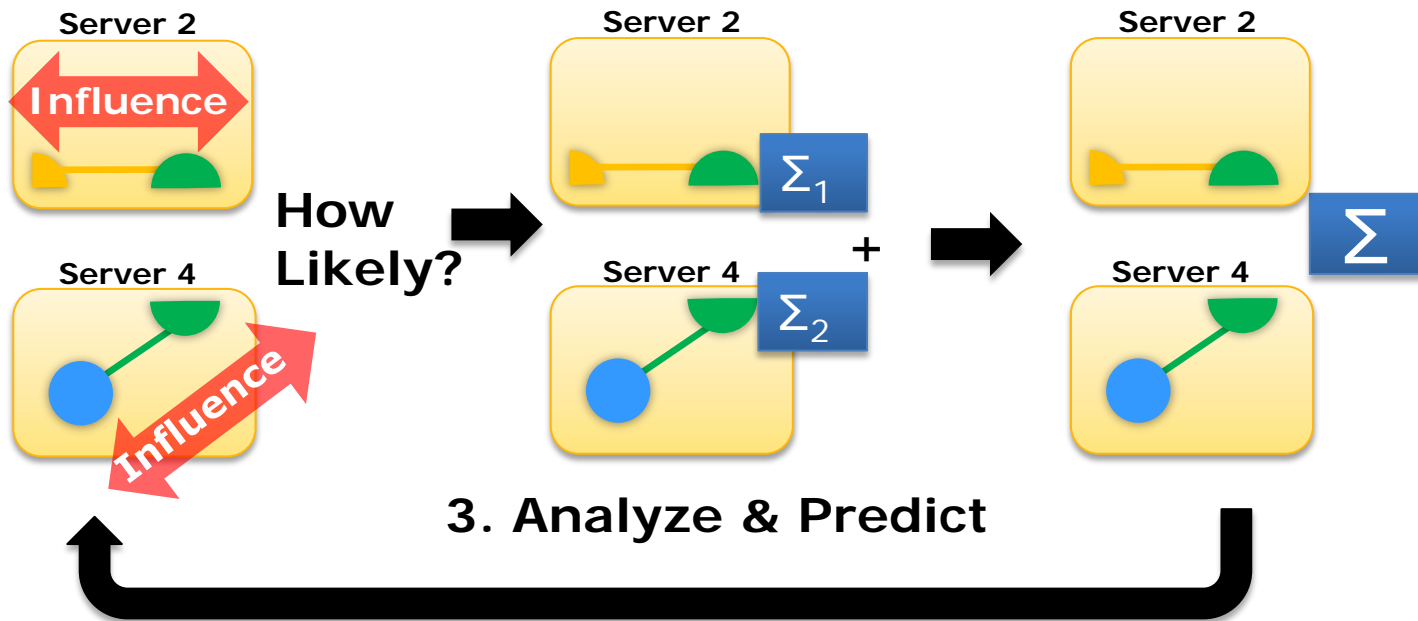 Server 2
Influence
Server 4
Influence
How
Likely?
Server 2
Σ1
+
Server 4
Σ2
Server 2
Σ
Server 4
3. Analyze & Predict